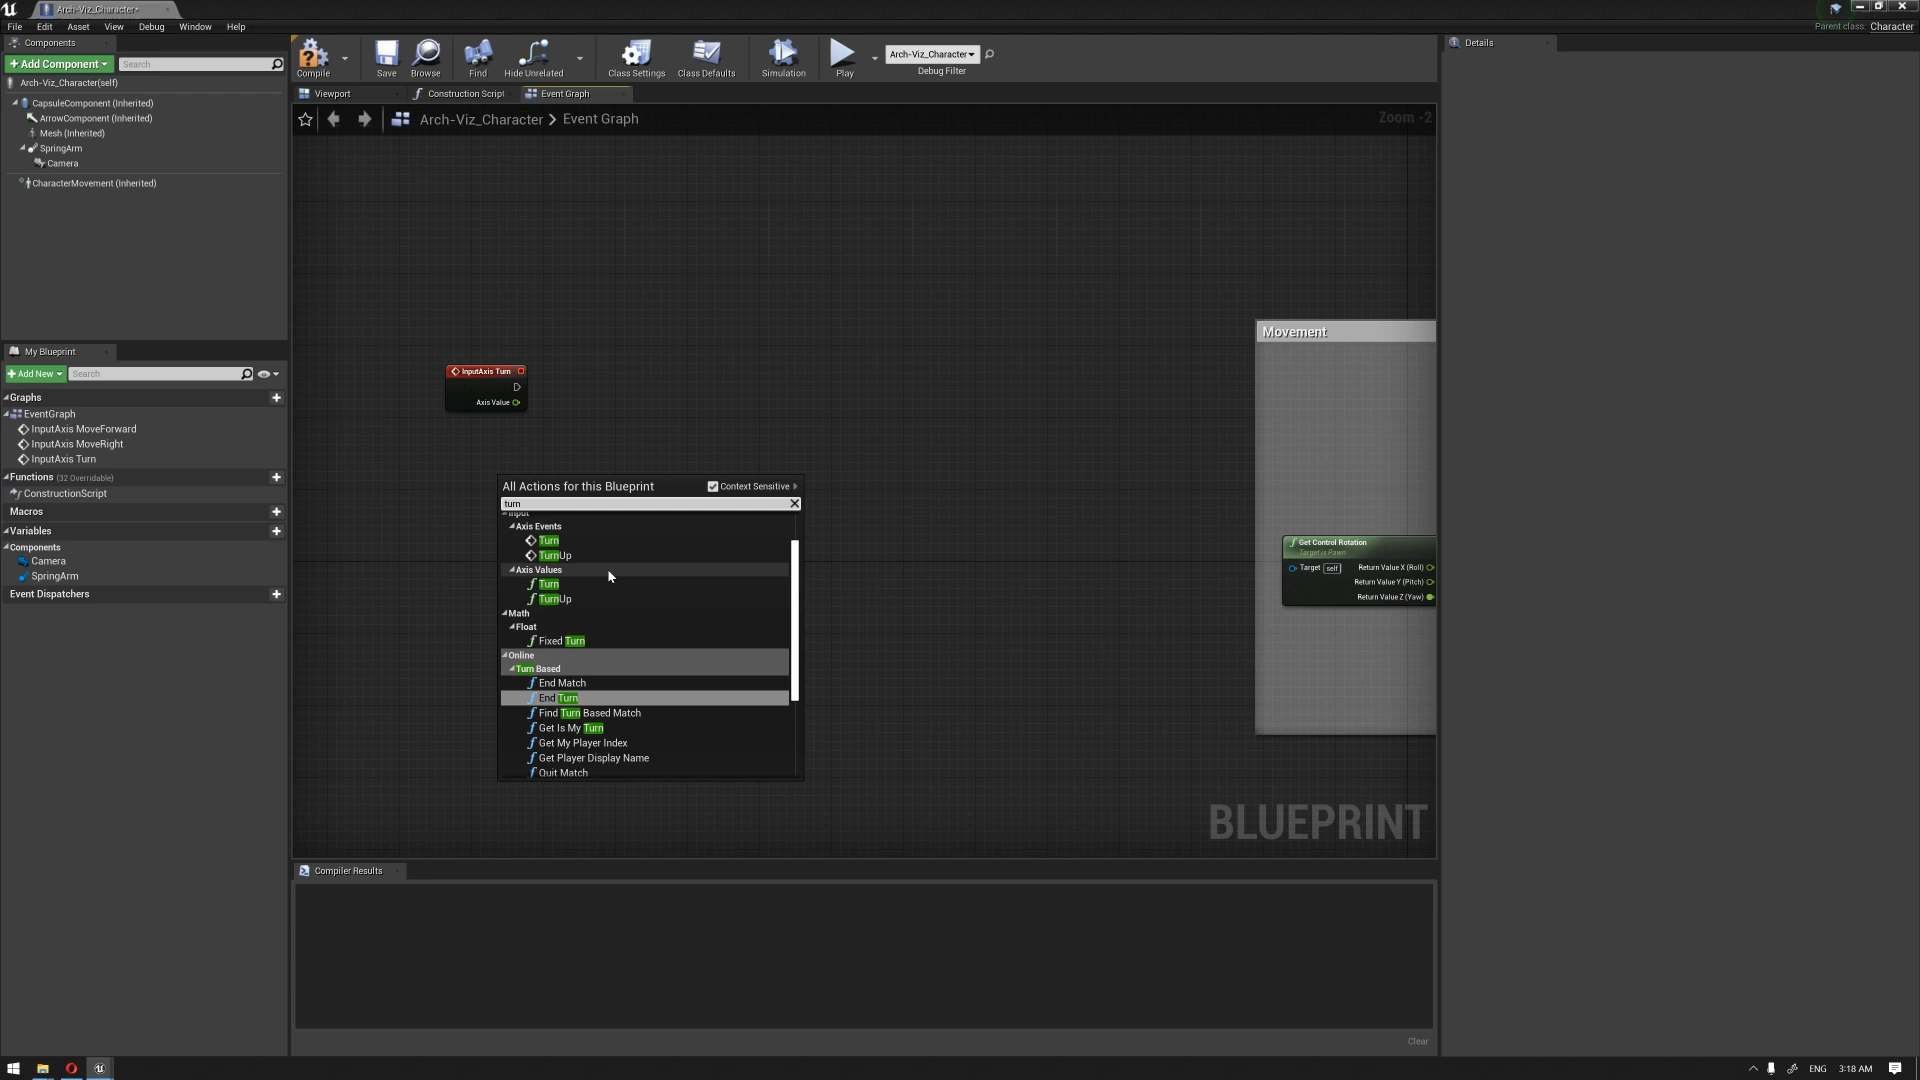 Arch-Viz_Character*
File Edit Asset View Debug Window Help
Parent class: Character
Components
+ Add Component
Search
Arch-Viz_Character(self)
CapsuleComponent (Inherited)
ArrowComponent (Inherited)
Mesh (Inherited)
SpringArm
Camera
CharacterMovement (Inherited)
My Blueprint
+ Add New
Search
Graphs
EventGraph
InputAxis MoveForward
InputAxis MoveRight
InputAxis Turn
Functions (32 Overridable)
ConstructionScript
Macros
Variables
Components
Camera
SpringArm
Event Dispatchers
Compile
Save
Browse
Find
Hide Unrelated
Class Settings
Class Defaults
Simulation
Play
Arch-Viz_Character
Debug Filter
Viewport
Construction Script
Event Graph
Arch-Viz_Character > Event Graph
Zoom -2
InputAxis Turn
Axis Value
Movement
Get Control Rotation
Target is Pawn
Target self
Return Value X (Roll)
Return Value Y (Pitch)
Return Value Z (Yaw)
All Actions for this Blueprint
Context Sensitive
turn
Input
Axis Events
Turn
TurnUp
Axis Values
Turn
TurnUp
Math
Float
Fixed Turn
Online
Turn Based
End Match
End Turn
Find Turn Based Match
Get Is My Turn
Get My Player Index
Get Player Display Name
Quit Match
BLUEPRINT
Compiler Results
Clear
Details
ENG
3:18 AM